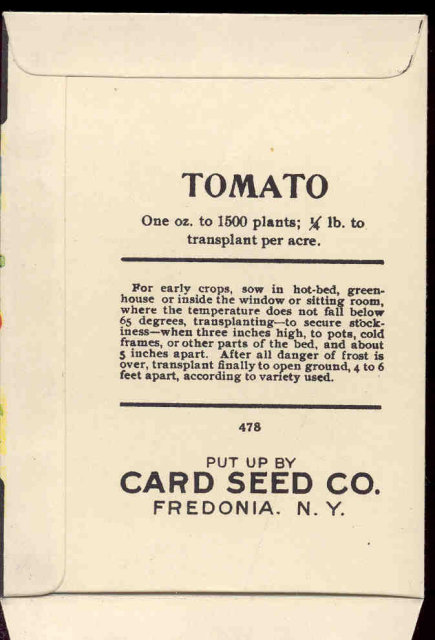 TOMATO
One oz. to 1500 plants; ¼ lb. to
transplant per acre.
For early crops, sow in hot-bed, green-
house or inside the window or sitting room,
where the temperature does not fall below
65 degrees, transplanting—to secure stock-
iness—when three inches high, to pots, cold
frames, or other parts of the bed, and about
5 inches apart. After all danger of frost is
over, transplant finally to open ground, 4 to 6
feet apart, according to variety used.
478
PUT UP BY
CARD SEED CO.
FREDONIA. N. Y.